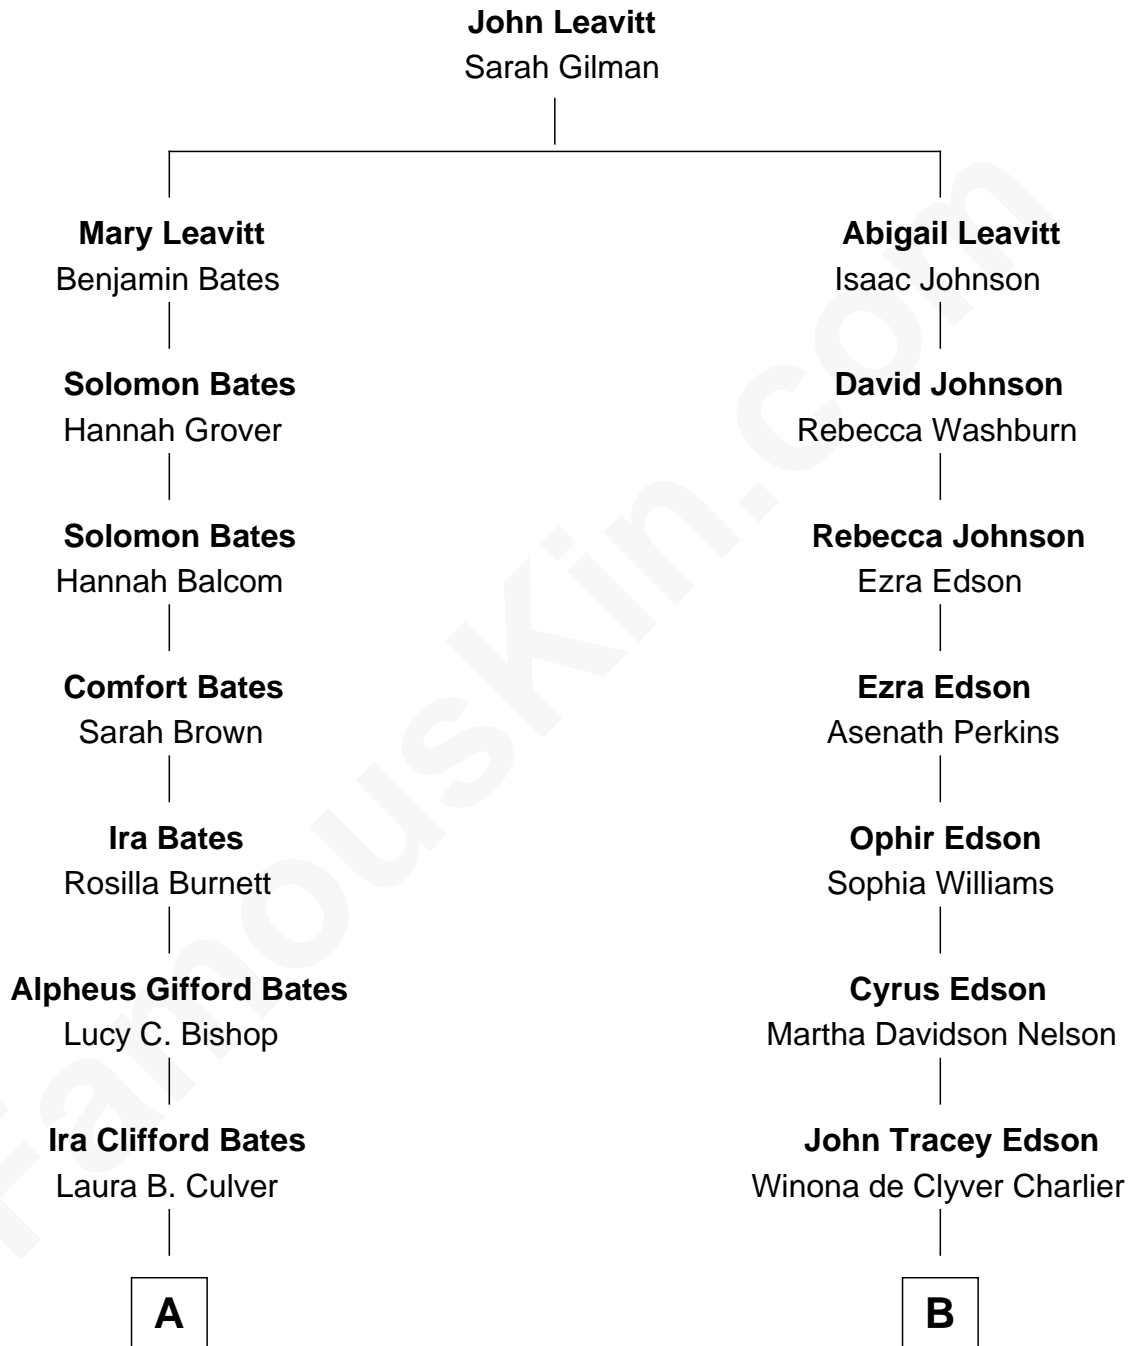 John Leavitt
Sarah Gilman
Mary Leavitt
Benjamin Bates
Abigail Leavitt
Isaac Johnson
Solomon Bates
Hannah Grover
David Johnson
Rebecca Washburn
Solomon Bates
Hannah Balcom
Rebecca Johnson
Ezra Edson
Comfort Bates
Sarah Brown
Ezra Edson
Asenath Perkins
Ira Bates
Rosilla Burnett
Ophir Edson
Sophia Williams
Alpheus Gifford Bates
Lucy C. Bishop
Cyrus Edson
Martha Davidson Nelson
Ira Clifford Bates
Laura B. Culver
John Tracey Edson
Winona de Clyver Charlier
A
B
FamousKin.com